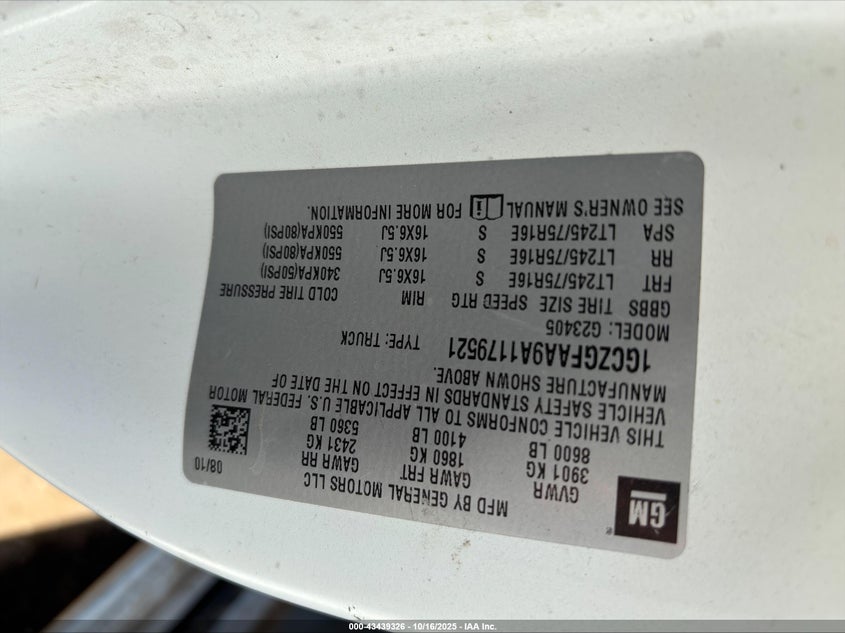 GM
®
MFD BY GENERAL MOTORS LLC
08/10
GVWR GAWR FRT GAWR RR
3901 KG 1860 KG 2431 KG
8600 LB 4100 LB 5360 LB
THIS VEHICLE CONFORMS TO ALL APPLICABLE U.S. FEDERAL MOTOR
VEHICLE SAFETY STANDARDS IN EFFECT ON THE DATE OF
MANUFACTURE SHOWN ABOVE.
1GCZGFAA9A1179521 TYPE: TRUCK
MODEL: G23405
GBBS TIRE SIZE SPEED RTG RIM COLD TIRE PRESSURE
FRT LT245/75R16E S 16X6.5J 340KPA(50PSI)
RR LT245/75R16E S 16X6.5J 550KPA(80PSI)
SPA LT245/75R16E S 16X6.5J 550KPA(80PSI)
SEE OWNER'S MANUAL i FOR MORE INFORMATION.
000-43439326 - 10/16/2025 - IAA Inc.